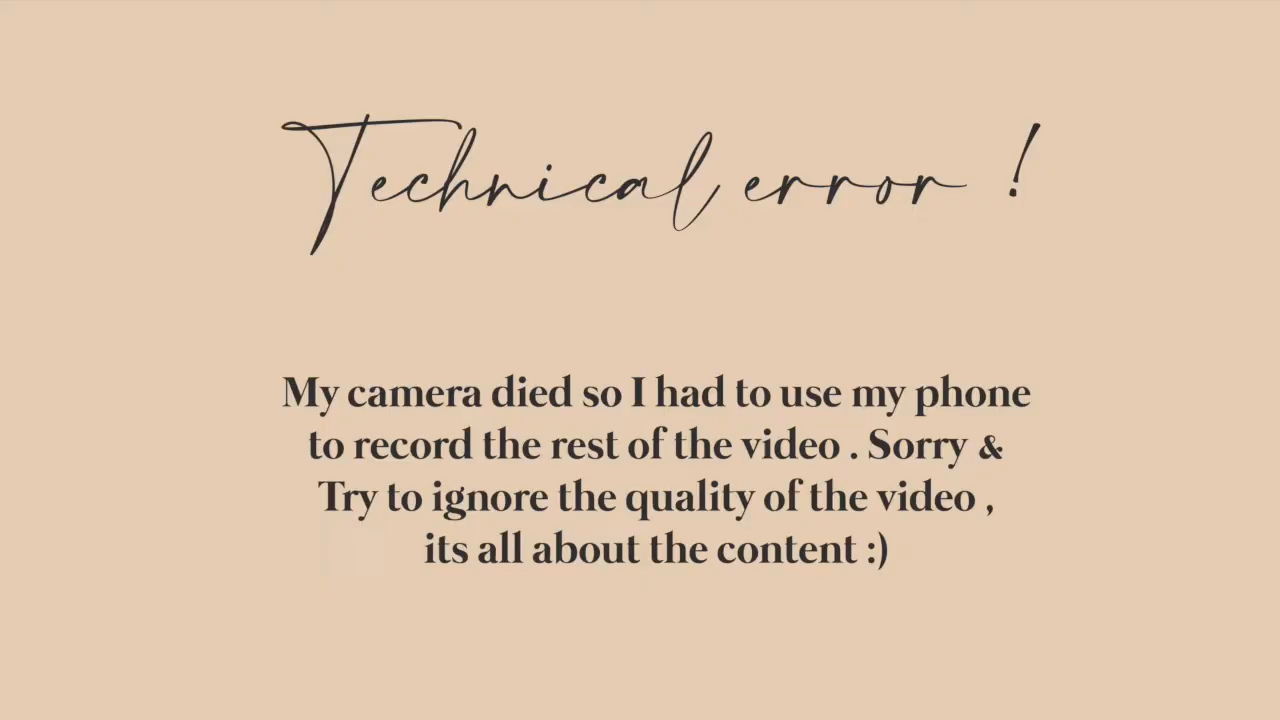 Technical error !
My camera died so I had to use my phone
to record the rest of the video . Sorry &
Try to ignore the quality of the video ,
its all about the content :)